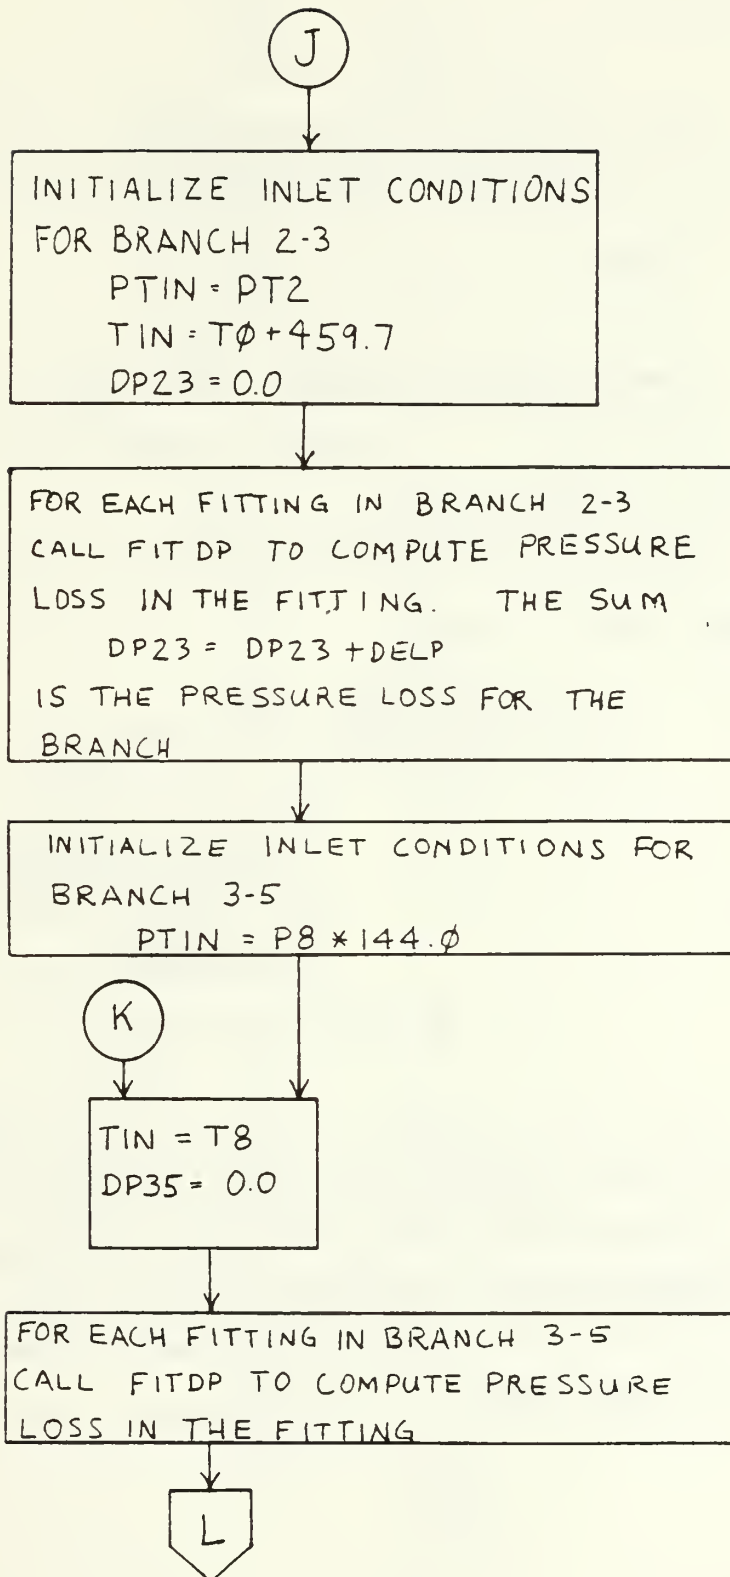 J
INITIALIZE INLET CONDITIONS
FOR BRANCH 2-3
PTIN = PT2
TIN = Tϕ+459.7
DP23 = 0.0
FOR EACH FITTING IN BRANCH 2-3
CALL FITDP TO COMPUTE PRESSURE
LOSS IN THE FITTING. THE SUM
DP23 = DP23 +DELP
IS THE PRESSURE LOSS FOR THE
BRANCH
INITIALIZE INLET CONDITIONS FOR
BRANCH 3-5
PTIN = P8 * 144.ϕ
K
TIN = T8
DP35 = 0.0
FOR EACH FITTING IN BRANCH 3-5
CALL FITDP TO COMPUTE PRESSURE
LOSS IN THE FITTING
L